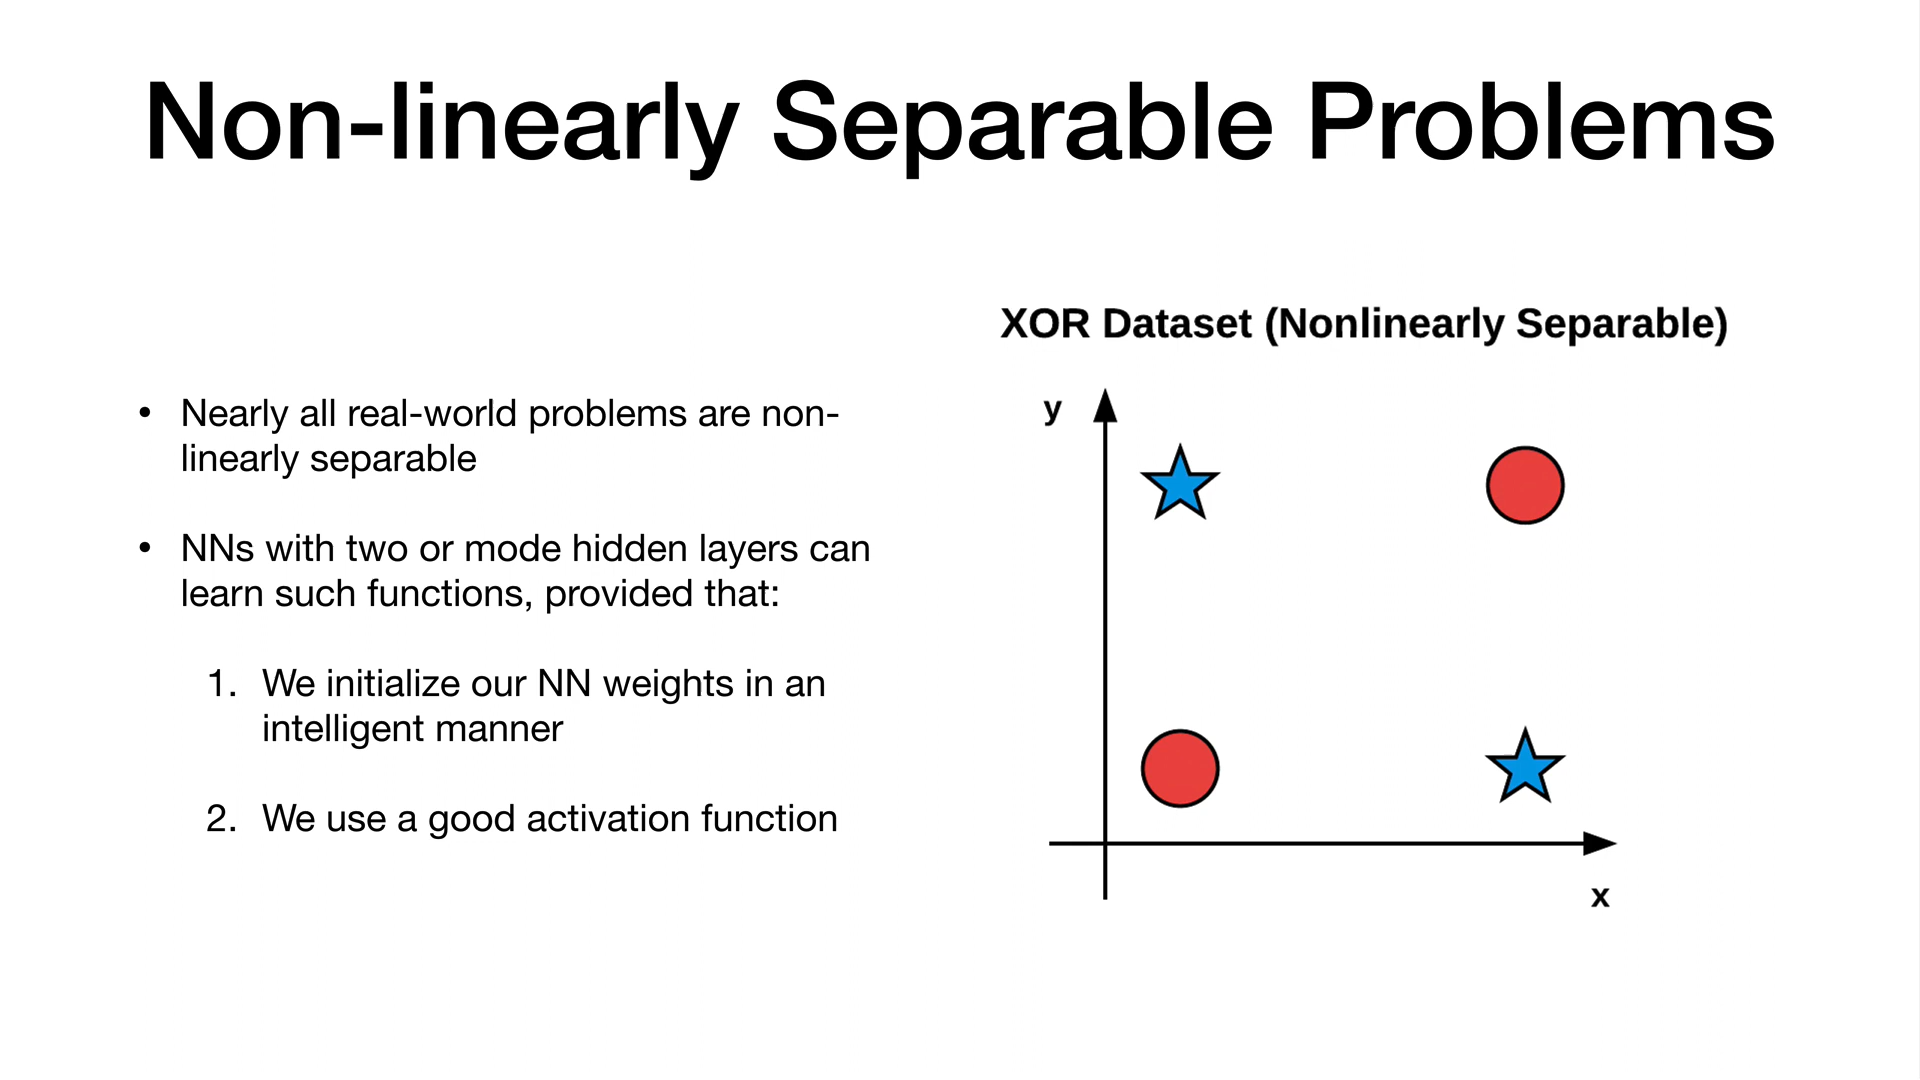 Non-linearly Separable Problems
• Nearly all real-world problems are non-
linearly separable
• NNs with two or mode hidden layers can
learn such functions, provided that:
1. We initialize our NN weights in an
intelligent manner
2. We use a good activation function
XOR Dataset (Nonlinearly Separable)
y
x